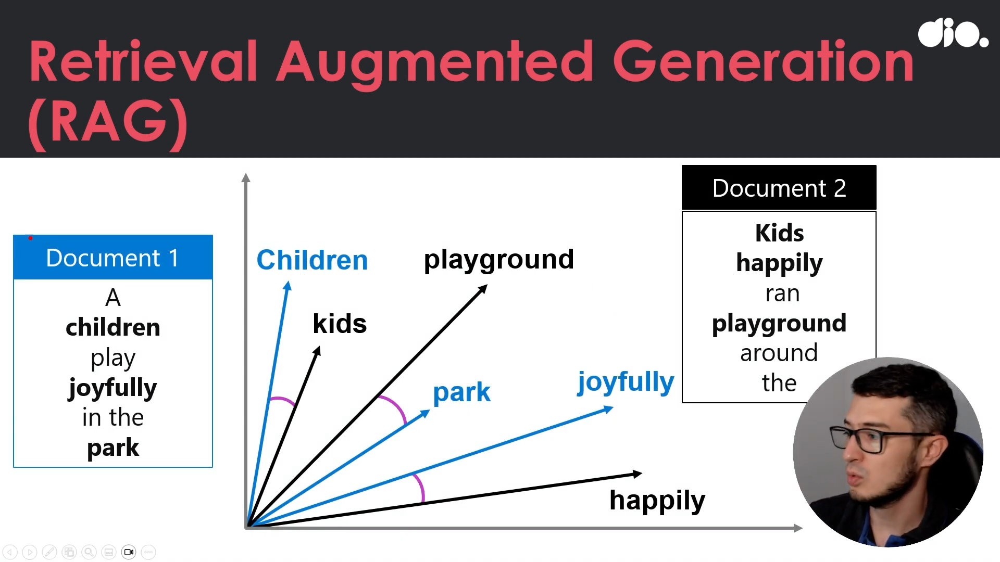 dio.
Retrieval Augmented Generation
(RAG)
Document 1
A
children
play
joyfully
in the
park
Children
kids
playground
park
joyfully
happily
Document 2
Kids
happily
ran
playground
around
the